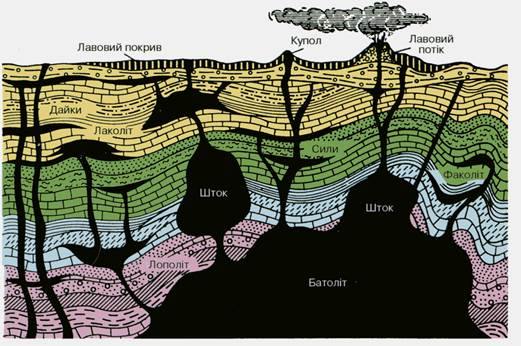 Лавовий покрив
Купол
Лавовий
потік
Дайки
Лаколіт
Сили
Факоліт
Шток
Шток
Лополіт
Батоліт